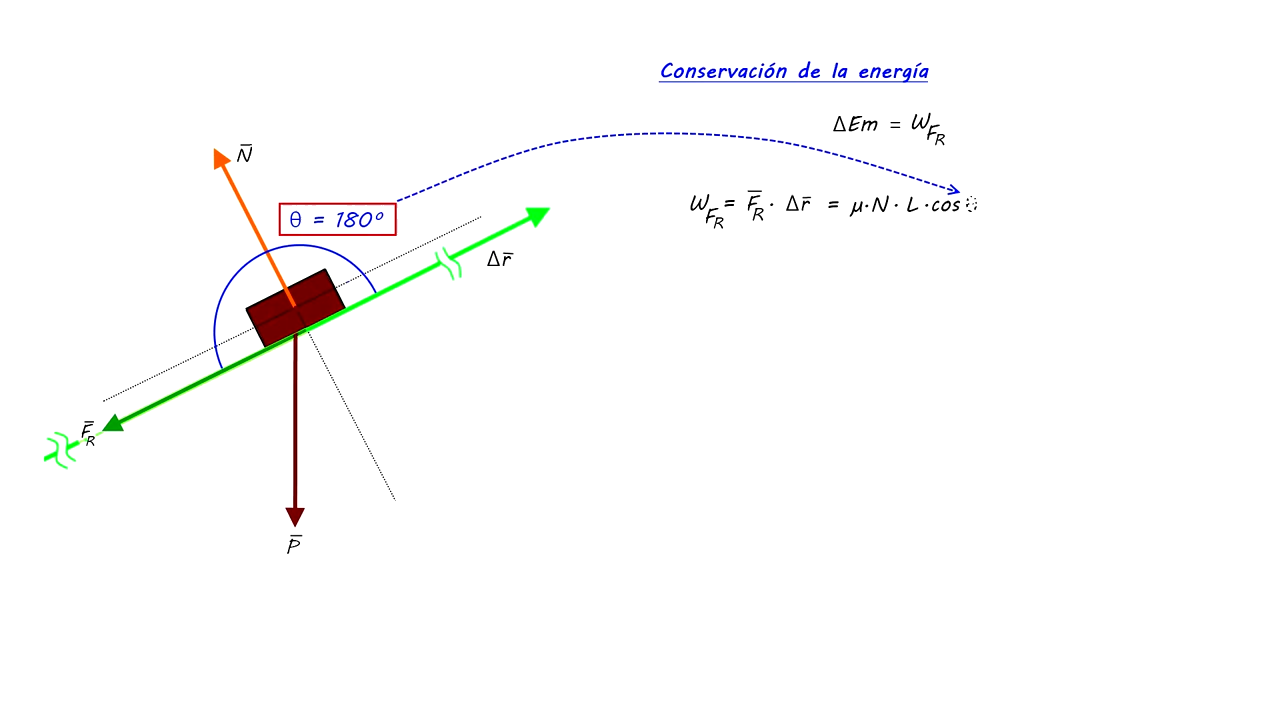 Conservación de la energía
ΔEm = W_{F_R}
N̄
θ = 180º
W_{F_R} = F̄_R · Δr̄ = μ·N · L ·cos
Δr̄
F̄_R
P̄